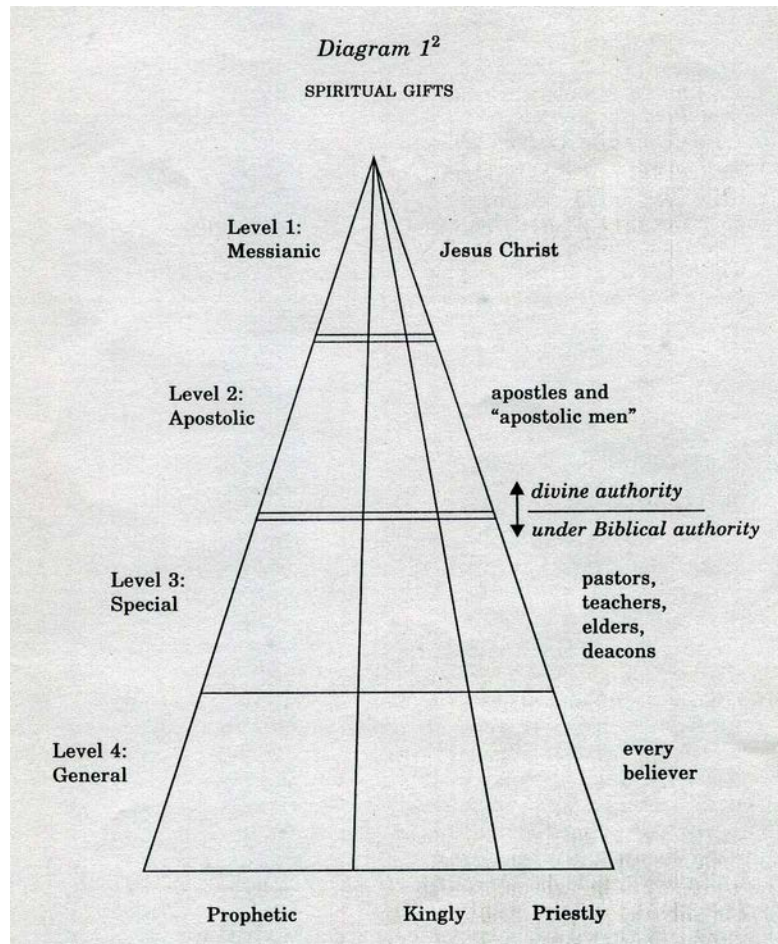 Diagram 1²
SPIRITUAL GIFTS
Level 1:
Messianic
Jesus Christ
Level 2:
Apostolic
apostles and
“apostolic men”
divine authority
under Biblical authority
Level 3:
Special
pastors,
teachers,
elders,
deacons
Level 4:
General
every
believer
Prophetic Kingly Priestly